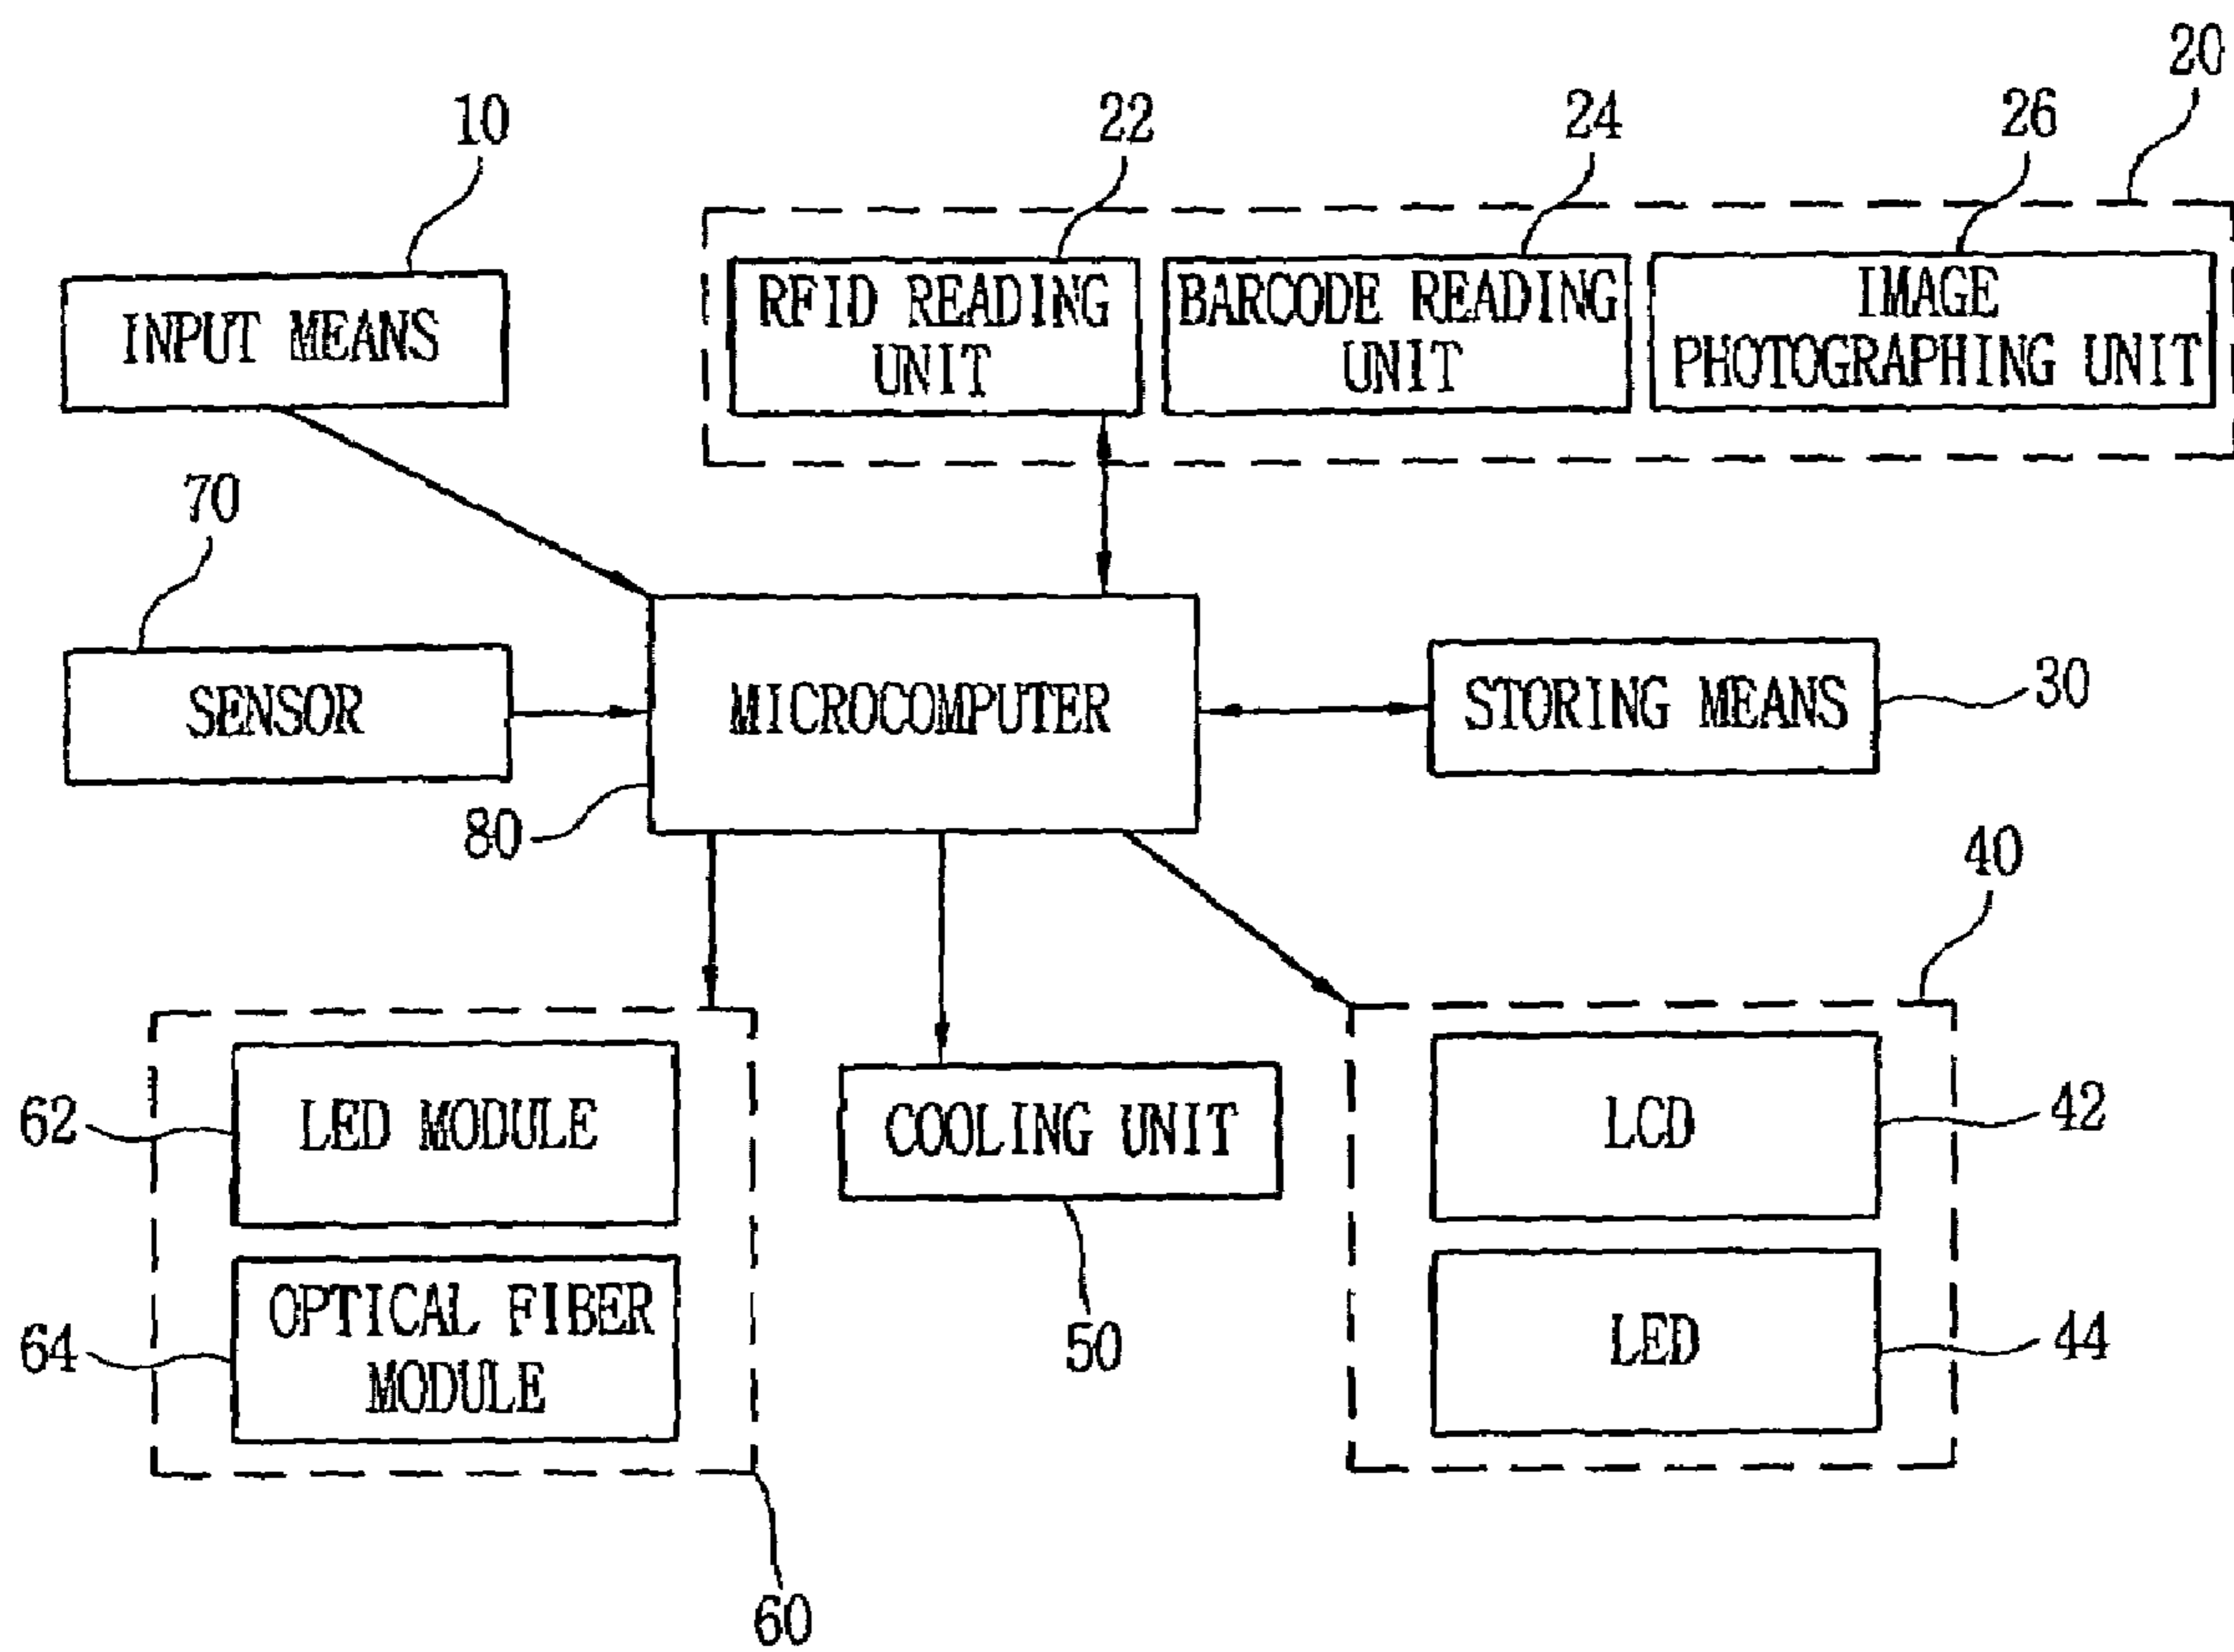 20
10
22
24
26
INPUT MEANS
RFID READING
UNIT
BARCODE READING
UNIT
IMAGE
PHOTOGRAPHING UNIT
70
SENSOR
MICROCOMPUTER
STORING MEANS
30
80
40
62
LED MODULE
COOLING UNIT
LCD
42
64
OPTICAL FIBER
MODULE
50
LED
44
60